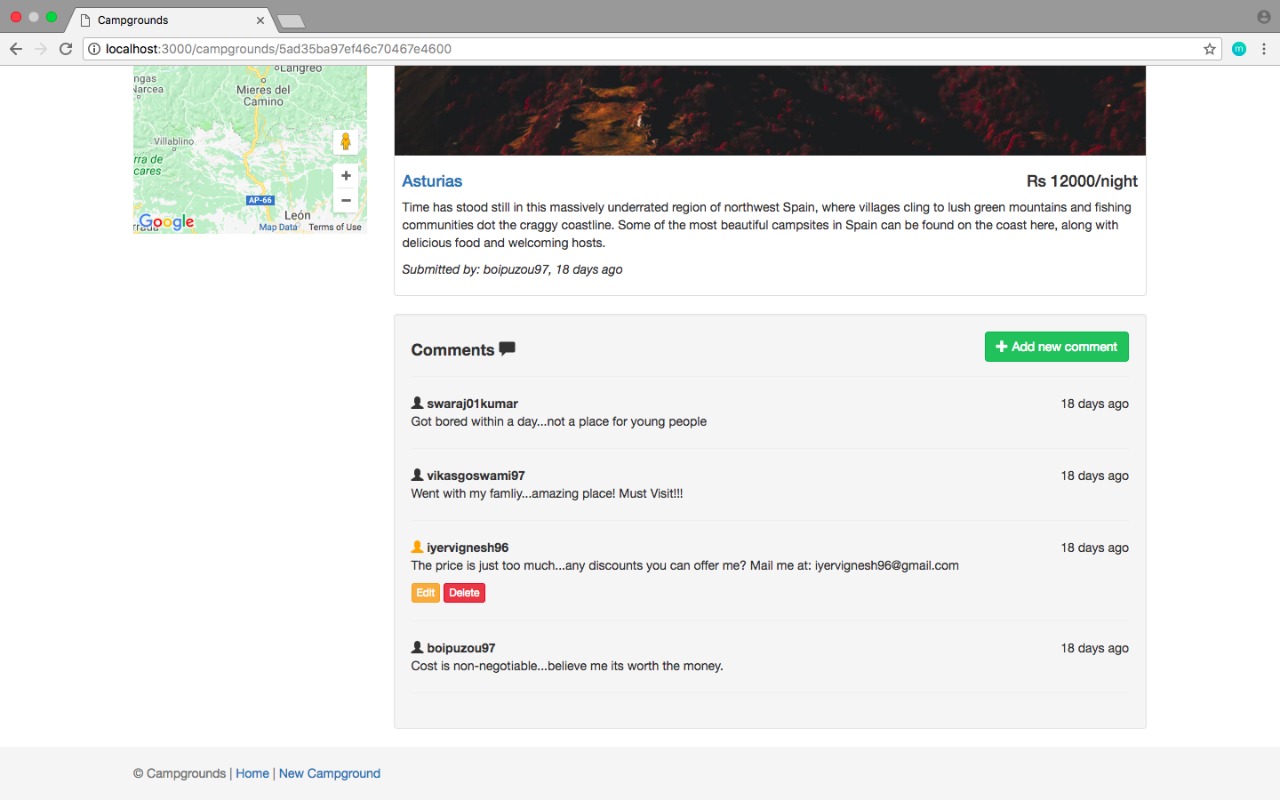 Campgrounds
localhost:3000/campgrounds/5ad35ba97ef46c70467e4600
m
Langreo
ngas
Narcea
Mieres del
Camino
Villablino
rra de
cares
AP-66
León
Google
Map Data
Terms of Use
Asturias
Rs 12000/night
Time has stood still in this massively underrated region of northwest Spain, where villages cling to lush green mountains and fishing
communities dot the craggy coastline. Some of the most beautiful campsites in Spain can be found on the coast here, along with
delicious food and welcoming hosts.
Submitted by: boipuzou97, 18 days ago
Comments
Add new comment
swaraj01kumar
18 days ago
Got bored within a day...not a place for young people
vikasgoswami97
18 days ago
Went with my famliy...amazing place! Must Visit!!!
iyervignesh96
18 days ago
The price is just too much...any discounts you can offer me? Mail me at: iyervignesh96@gmail.com
Edit Delete
boipuzou97
18 days ago
Cost is non-negotiable...believe me its worth the money.
© Campgrounds | Home | New Campground